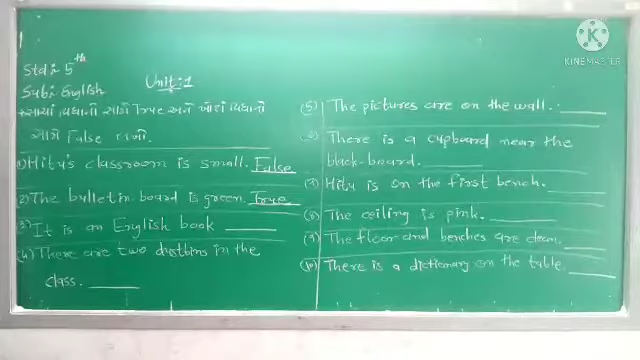 Std: 5th
Sub: English
Unit: 1
* સાચાં વિધાનો સામે True અને ખોટાં વિધાનો
સામે False લખો.
(1) Hitu's classroom is small. False
(2) The bulletin board is green. True
(3) It is an English book ______
(4) There are two dustbins in the
class. ______
(5) The pictures are on the wall. ______
There is a cupboard near the
black-board. ______
(7) Hitu is on the first bench. ______
(8) The ceiling is pink. ______
(9) The floor and benches are clean. ______
(10) There is a dictionary on the table. ______
K
KINEMASTER